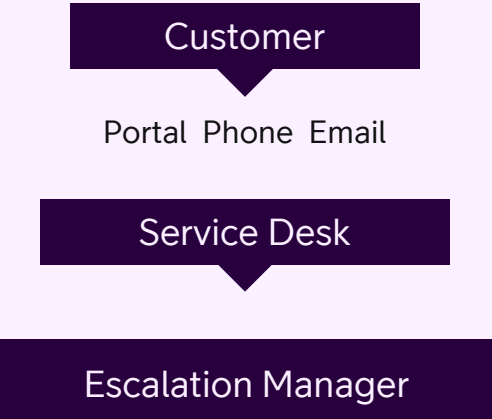 Customer
Portal Phone Email
Service Desk
Escalation Manager